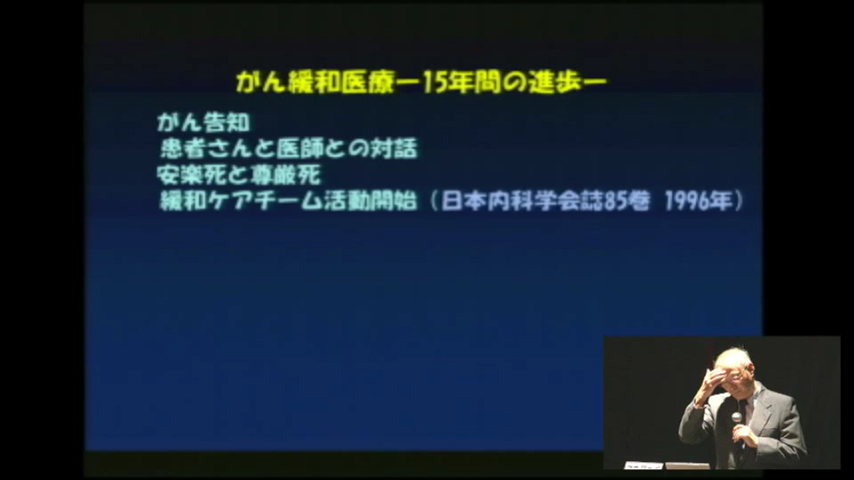 がん緩和医療ー15年間の進歩ー
がん告知
患者さんと医師との対話
安楽死と尊厳死
緩和ケアチーム活動開始（日本内科学会誌85巻 1996年）